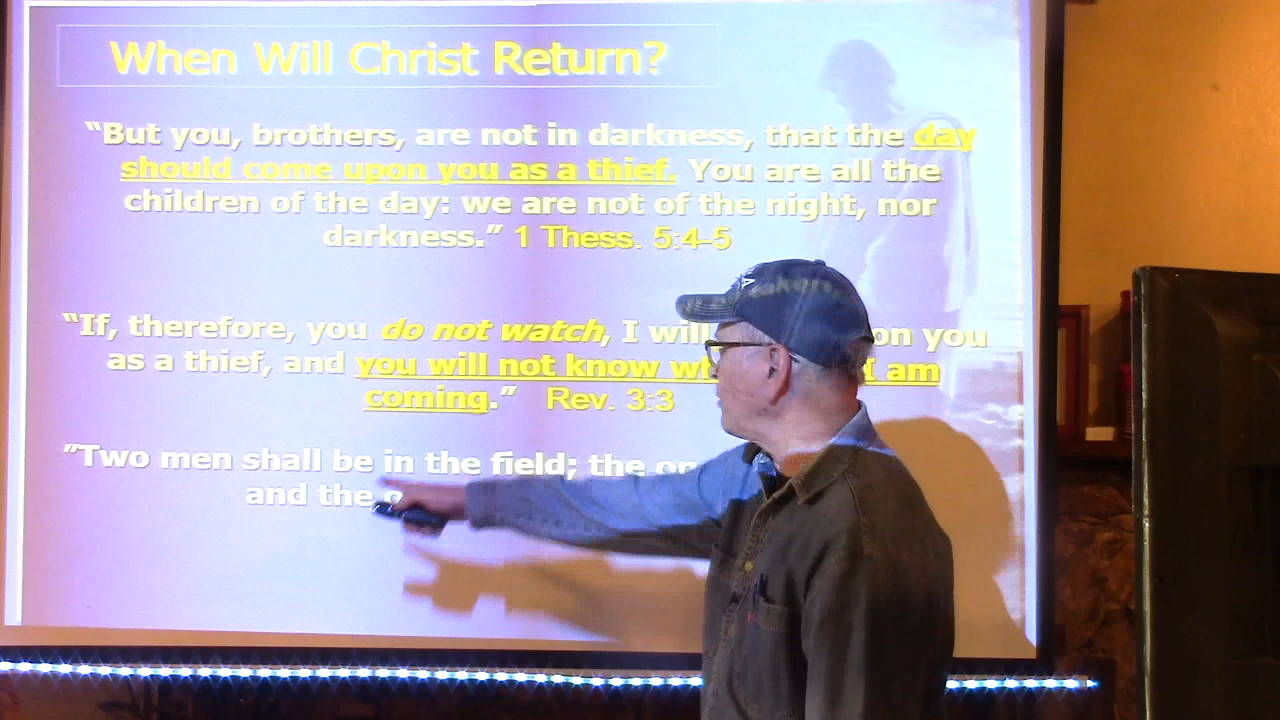 When Will Christ Return?
“But you, brothers, are not in darkness, that the day
should come upon you as a thief. You are all the
children of the day: we are not of the night, nor
darkness.” 1 Thess. 5:4-5
“If, therefore, you do not watch, I will on you
as a thief, and you will not know I am
coming.” Rev. 3:3
”Two men shall be in the field; the
and the